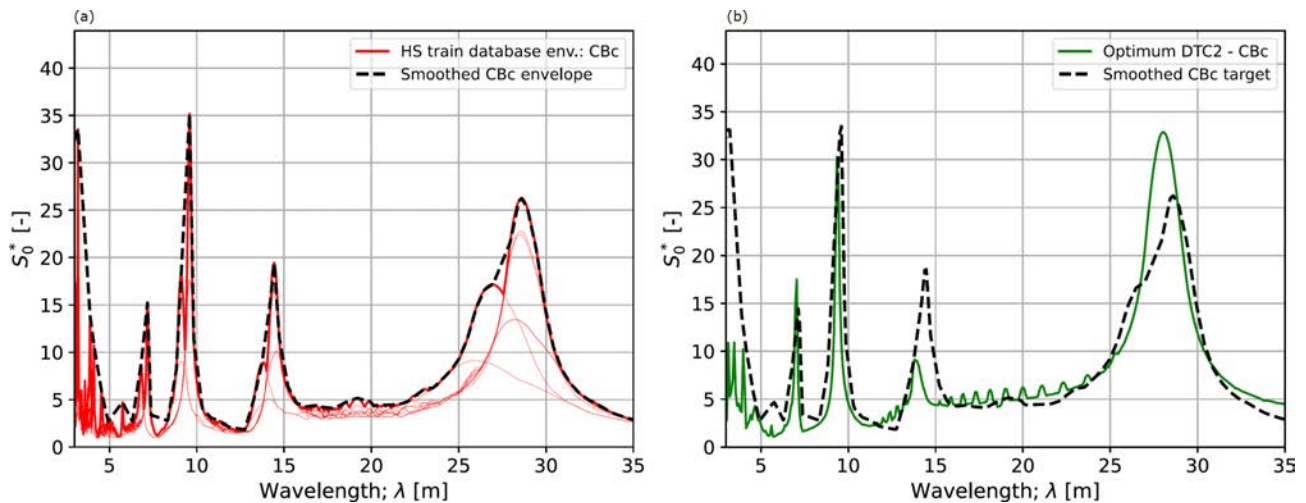 (a)
HS train database env.: CBc
Smoothed CBc envelope
S₀* [-]
40
35
30
25
20
15
10
5
0
5 10 15 20 25 30 35
Wavelength; λ [m]
(b)
Optimum DTC2 - CBc
Smoothed CBc target
S₀* [-]
40
35
30
25
20
15
10
5
0
5 10 15 20 25 30 35
Wavelength; λ [m]